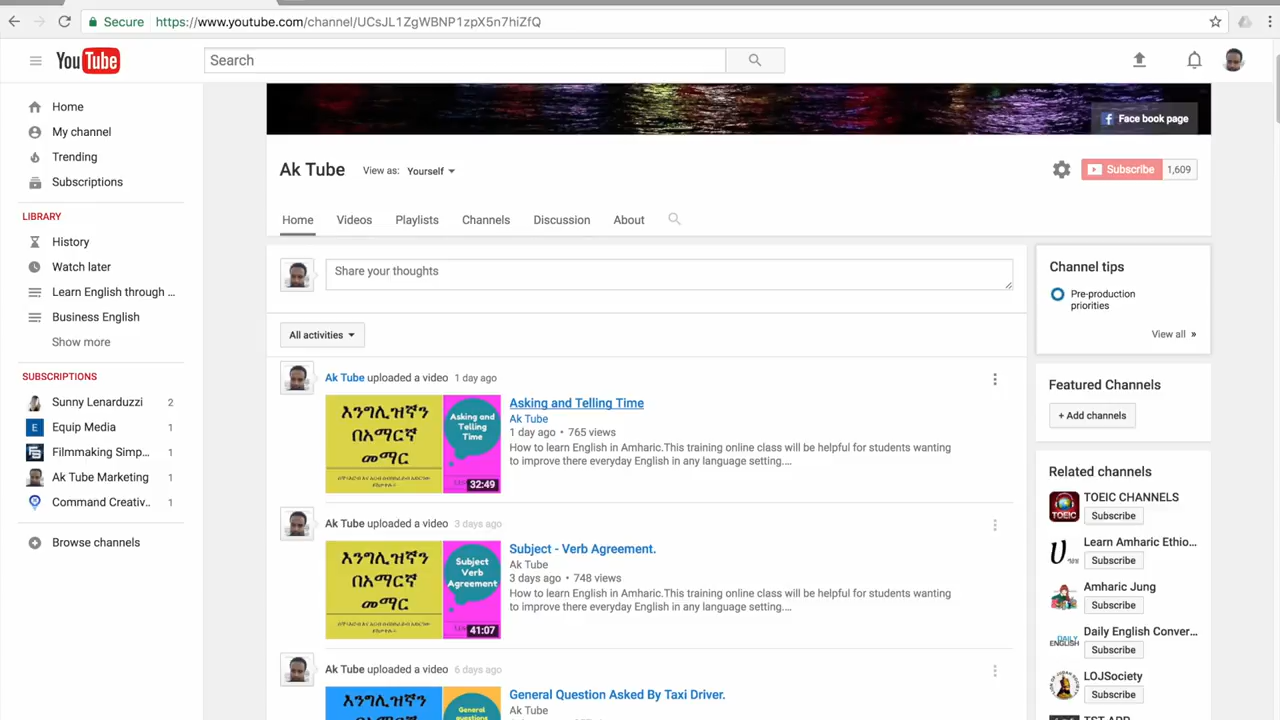 Secure https://www.youtube.com/channel/UCsJL1ZgWBNP1zpX5n7hiZfQ
YouTube
Search
Home
My channel
Trending
Subscriptions
LIBRARY
History
Watch later
Learn English through ...
Business English
Show more
SUBSCRIPTIONS
Sunny Lenarduzzi 2
Equip Media 1
Filmmaking Simp... 1
Ak Tube Marketing 1
Command Creativ.. 1
Browse channels
Face book page
Ak Tube View as: Yourself
Subscribe 1,609
Home Videos Playlists Channels Discussion About
Share your thoughts
All activities
Ak Tube uploaded a video 1 day ago
እንግሊዝኛን
በአማርኛ
መማር
Asking and
Telling
Time
32:49
Asking and Telling Time
Ak Tube
1 day ago • 765 views
How to learn English in Amharic.This training online class will be helpful for students wanting
to improve there everyday English in any language setting....
Ak Tube uploaded a video 3 days ago
እንግሊዝኛን
በአማርኛ
መማር
Subject
Verb
Agreement
41:07
Subject - Verb Agreement.
Ak Tube
3 days ago • 748 views
How to learn English in Amharic.This training online class will be helpful for students wanting
to improve there everyday English in any language setting....
Ak Tube uploaded a video 6 days ago
እንግሊዝኛን
General
questions
General Question Asked By Taxi Driver.
Ak Tube
Channel tips
Pre-production
priorities
View all »
Featured Channels
+ Add channels
Related channels
TOEIC
TOEIC CHANNELS
Subscribe
Learn Amharic Ethio...
Subscribe
Amharic Jung
Subscribe
DAILY
ENGLISH
Daily English Conver...
Subscribe
LOJSociety
Subscribe